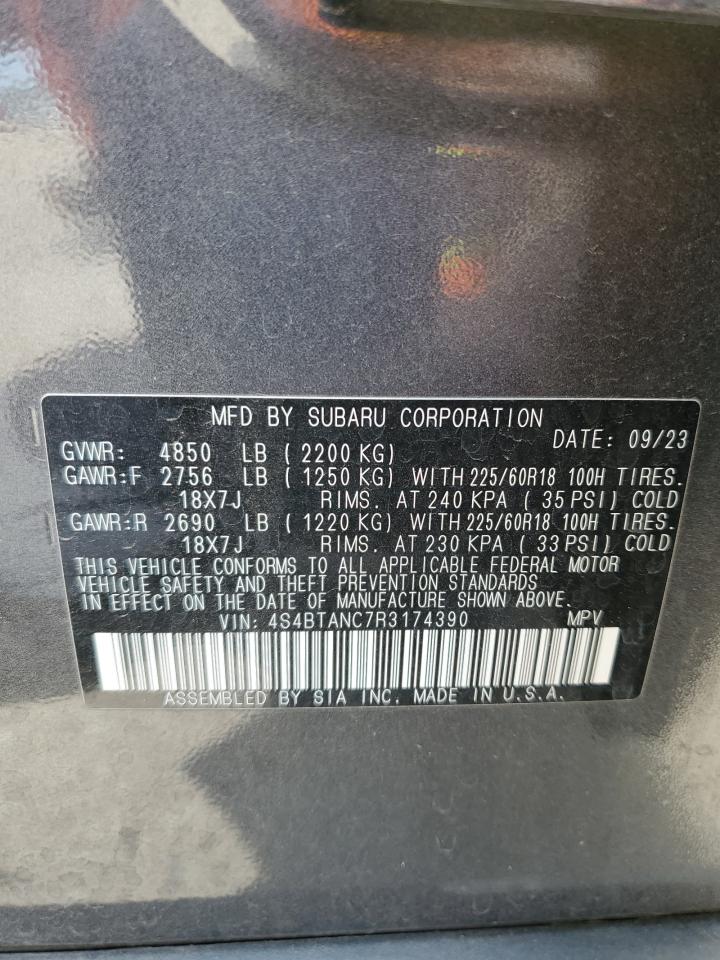 MFD BY SUBARU CORPORATION
GVWR: 4850 LB ( 2200 KG) DATE: 09/23
GAWR:F 2756 LB ( 1250 KG) WITH 225/60R18 100H TIRES.
18X7J RIMS. AT 240 KPA ( 35 PSI) COLD
GAWR:R 2690 LB ( 1220 KG) WITH 225/60R18 100H TIRES.
18X7J RIMS. AT 230 KPA ( 33 PSI) COLD
THIS VEHICLE CONFORMS TO ALL APPLICABLE FEDERAL MOTOR
VEHICLE SAFETY AND THEFT PREVENTION STANDARDS
IN EFFECT ON THE DATE OF MANUFACTURE SHOWN ABOVE.
VIN: 4S4BTANC7R3174390 MPV
ASSEMBLED BY SIA INC. MADE IN U.S.A.